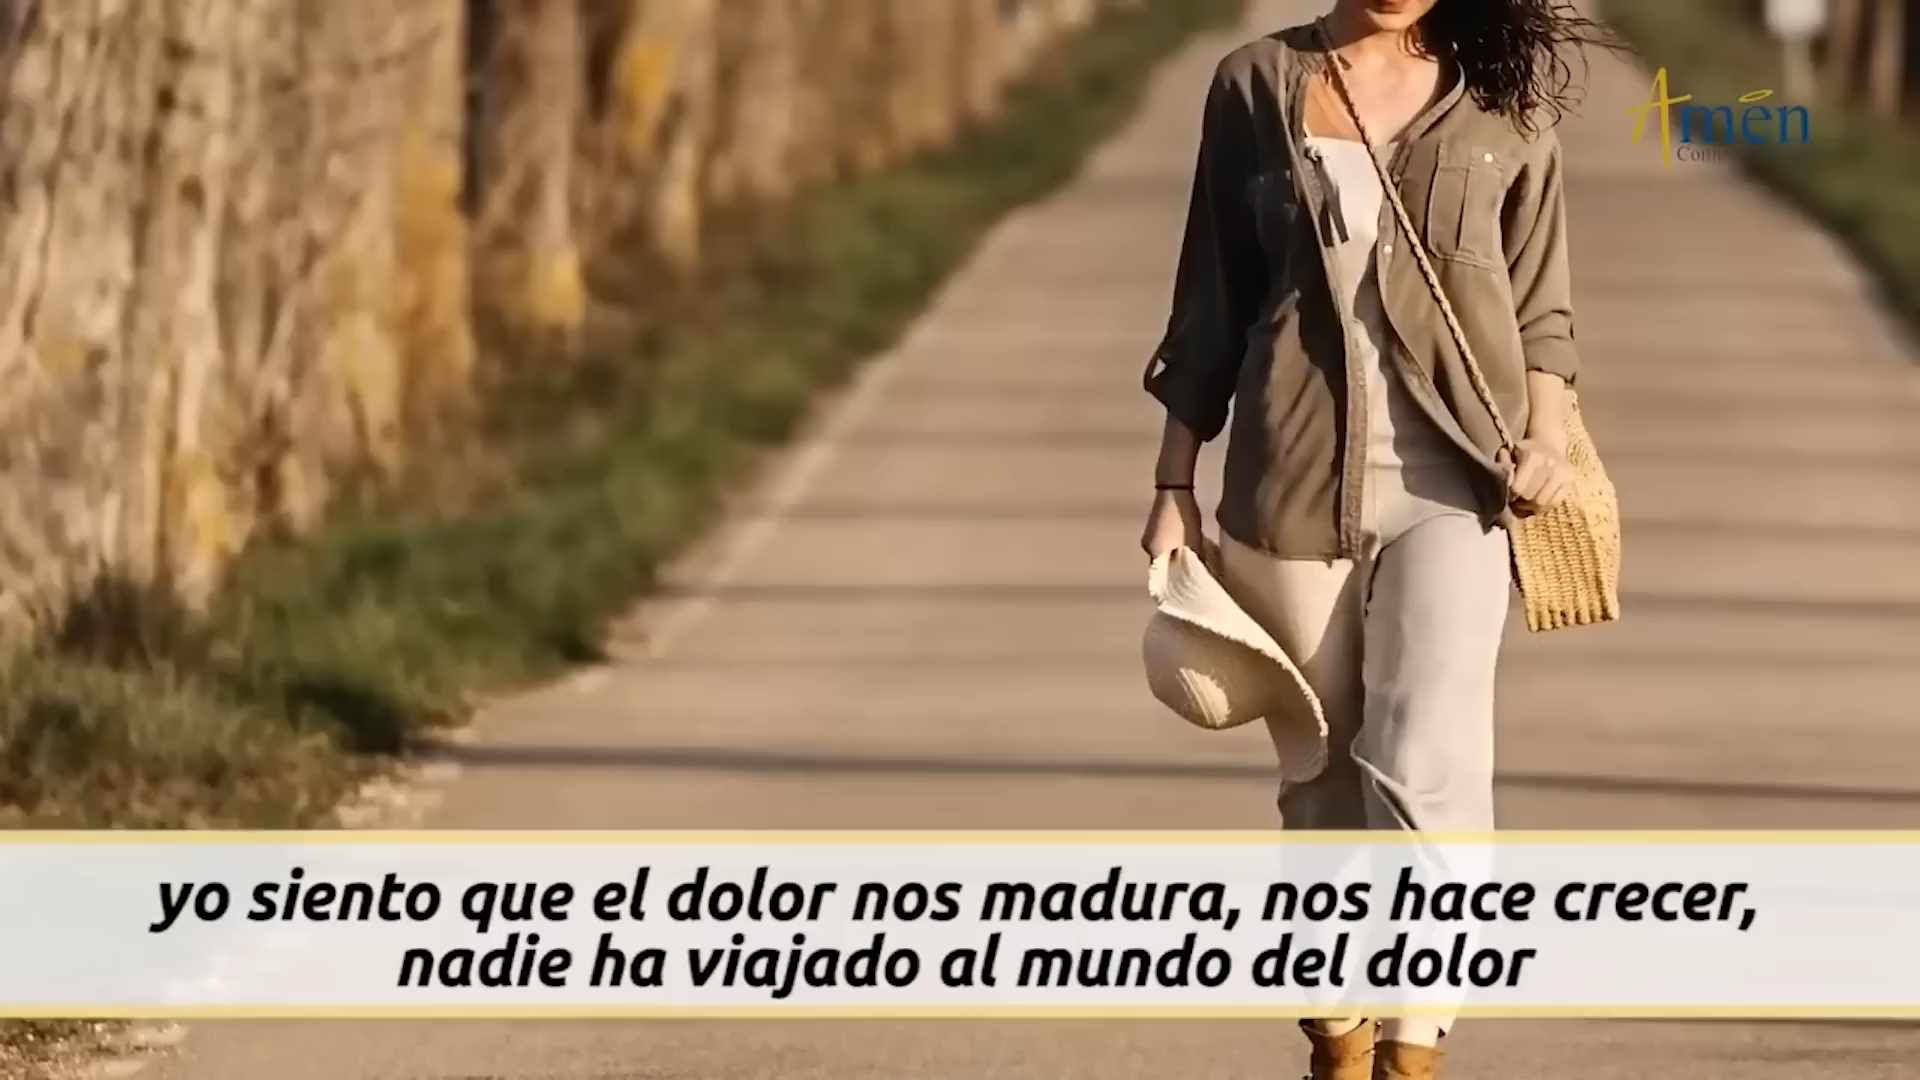 Amén
yo siento que el dolor nos madura, nos hace crecer,
nadie ha viajado al mundo del dolor